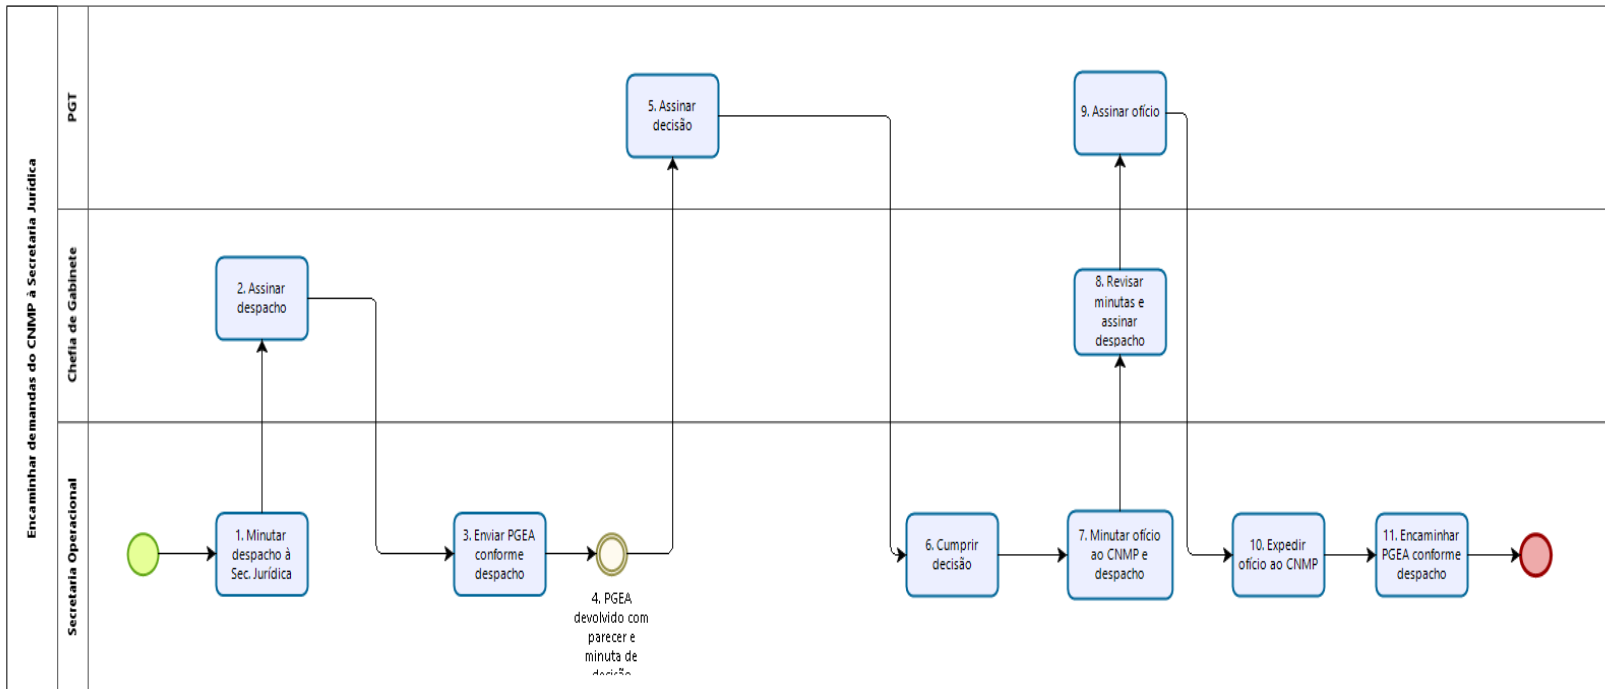 Encaminhar demandas do CNMP à Secretaria Jurídica
PGT
5. Assinar
decisão
9. Assinar ofício
Chefia de Gabinete
2. Assinar
despacho
8. Revisar
minutas e
assinar
despacho
Secretaria Operacional
1. Minutar
despacho à
Sec. Jurídica
3. Enviar PGEA
conforme
despacho
4. PGEA
devolvido com
parecer e
minuta de
decisão
6. Cumprir
decisão
7. Minutar ofício
ao CNMP e
despacho
10. Expedir
ofício ao CNMP
11. Encaminhar
PGEA conforme
despacho